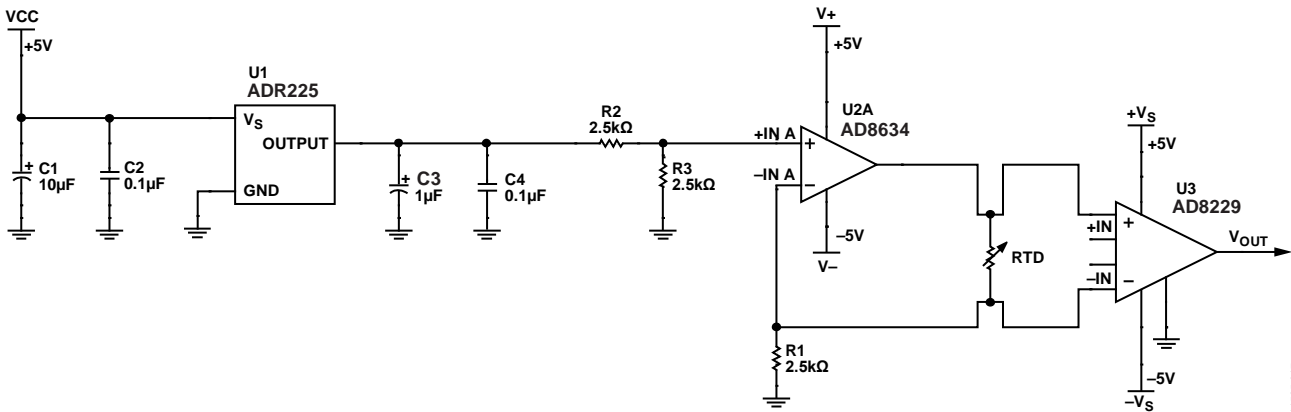 VCC
+5V
U1
ADR225
VS
OUTPUT
GND
+ C1
10µF
C2
0.1µF
+ C3
1µF
C4
0.1µF
R2
2.5kΩ
R3
2.5kΩ
V+
+5V
U2A
AD8634
+IN A
+
–IN A
–
–5V
V–
R1
2.5kΩ
RTD
+VS
+5V
U3
AD8229
+
+IN
–IN
–
VOUT
–5V
–VS